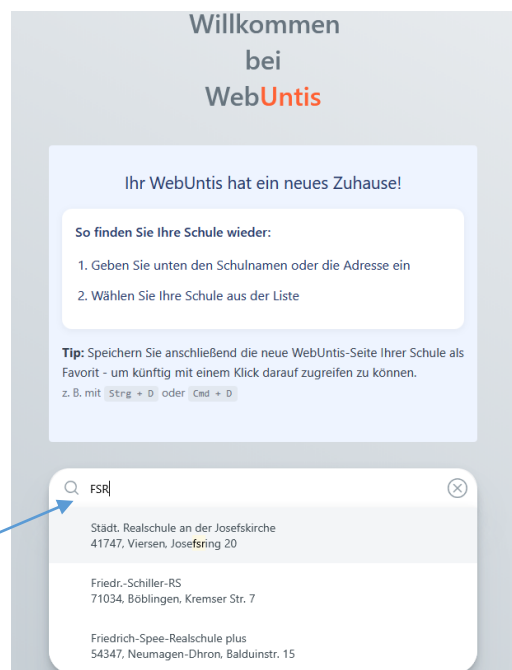 Willkommen
bei
WebUntis
Ihr WebUntis hat ein neues Zuhause!
So finden Sie Ihre Schule wieder:
1. Geben Sie unten den Schulnamen oder die Adresse ein
2. Wählen Sie Ihre Schule aus der Liste
Tip: Speichern Sie anschließend die neue WebUntis-Seite Ihrer Schule als
Favorit - um künftig mit einem Klick darauf zugreifen zu können.
z. B. mit Strg + D oder Cmd + D
FSR
Städt. Realschule an der Josefskirche
41747, Viersen, Josefsring 20
Friedr.-Schiller-RS
71034, Böblingen, Kremser Str. 7
Friedrich-Spee-Realschule plus
54347, Neumagen-Dhron, Balduinstr. 15